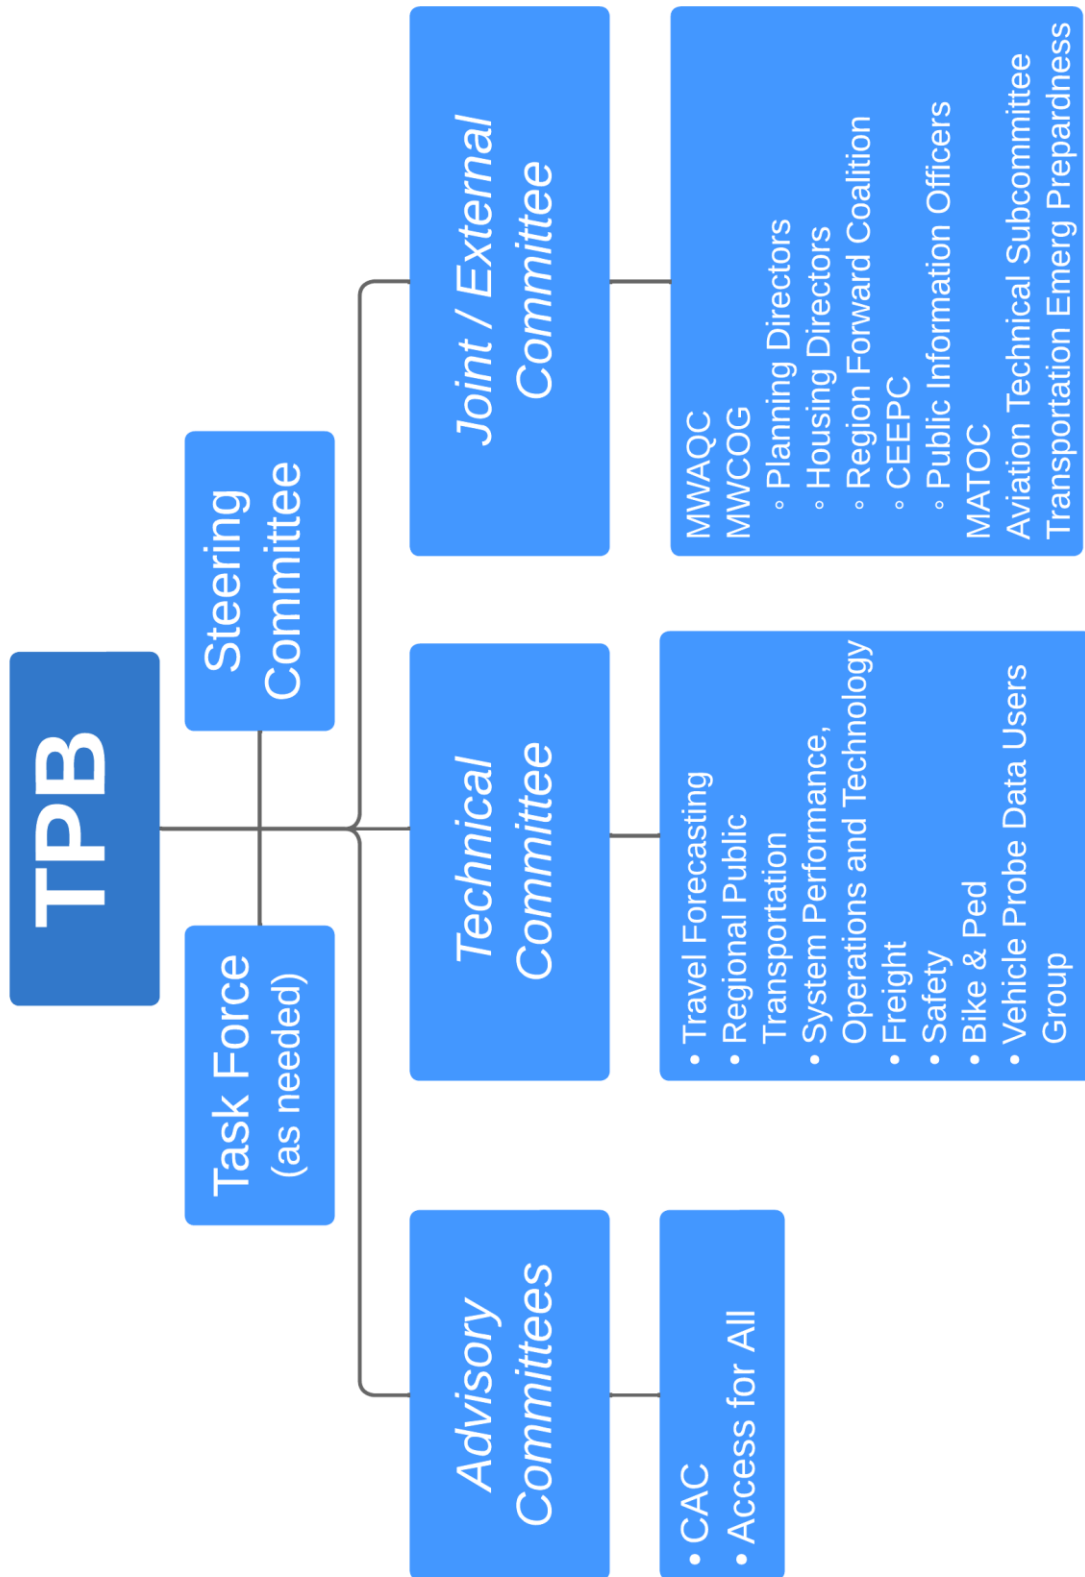 TPB
Task Force
(as needed)
Steering
Committee
Advisory
Committees
Technical
Committee
Joint / External
Committee
• CAC
• Access for All
• Travel Forecasting
• Regional Public
Transportation
• System Performance,
Operations and Technology
• Freight
• Safety
• Bike & Ped
• Vehicle Probe Data Users
Group
MWAQC
MWCOG
◦ Planning Directors
◦ Housing Directors
◦ Region Forward Coalition
◦ CEEPC
◦ Public Information Officers
MATOC
Aviation Technical Subcommittee
Transportation Emerg Prepardness